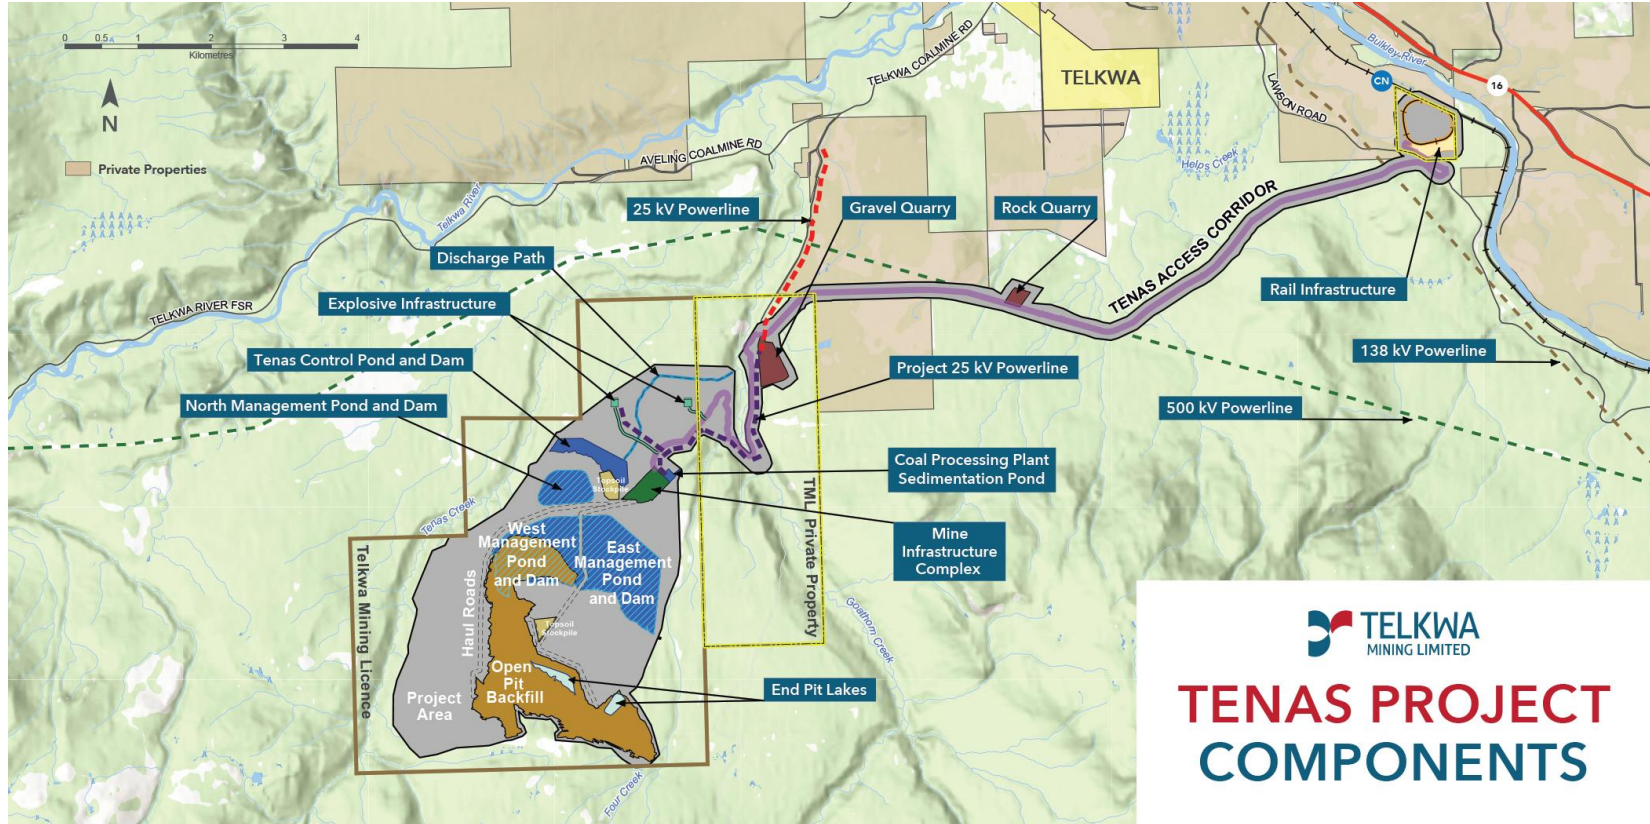 0 0.5 1 2 3 4
Kilometres
N
Private Properties
TELKWA COALMINE RD
TELKWA
Bulkley River
CN
16
LAWSON ROAD
AVELING COALMINE RD
Helps Creek
Telkwa River
25 kV Powerline
Gravel Quarry
Rock Quarry
TENAS ACCESS CORRIDOR
Discharge Path
Rail Infrastructure
Explosive Infrastructure
TELKWA RIVER FSR
Tenas Control Pond and Dam
138 kV Powerline
Project 25 kV Powerline
North Management Pond and Dam
500 kV Powerline
Coal Processing Plant
Sedimentation Pond
Topsoil
Stockpile
TML Private Property
Tenas Creek
West
Management
Pond
and Dam
East
Management
Pond
and Dam
Mine
Infrastructure
Complex
Telkwa Mining Licence
Haul Roads
Topsoil
Stockpile
Goathorn Creek
Open
Pit
Backfill
End Pit Lakes
Project
Area
Four Creek
TELKWA
MINING LIMITED
TENAS PROJECT
COMPONENTS